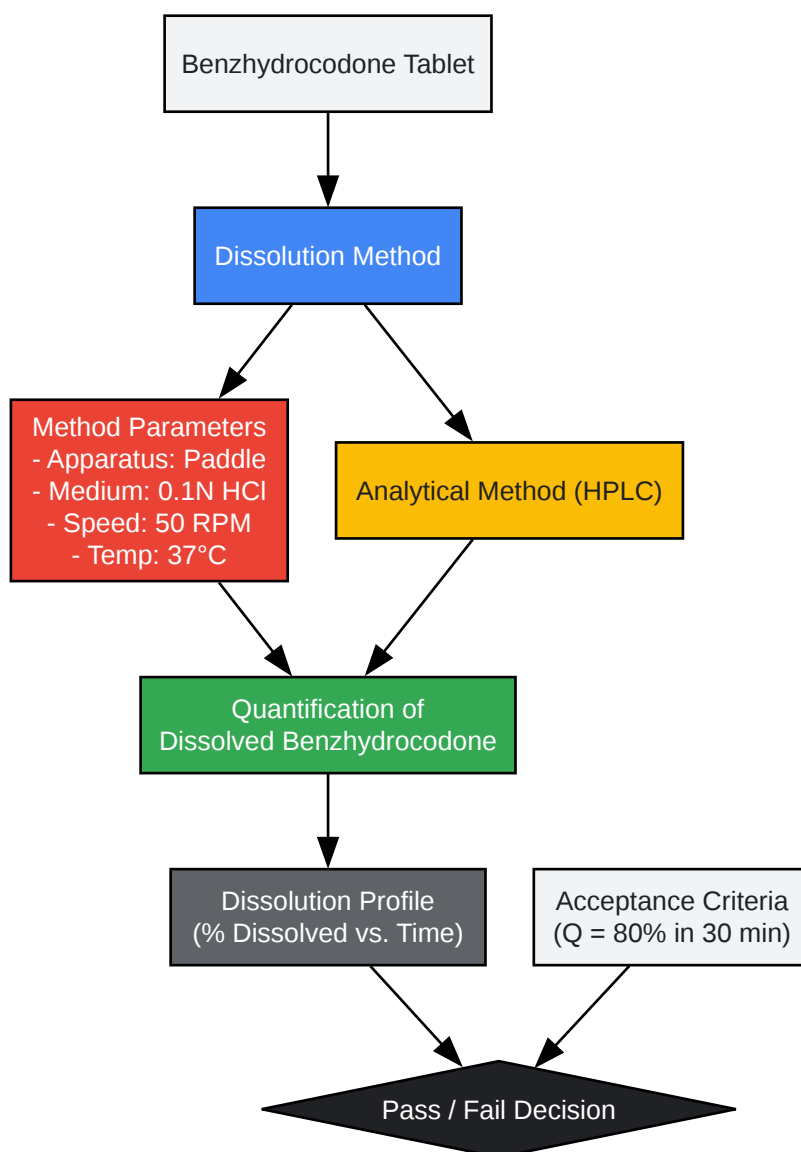 Benzhydrocodone Tablet
Dissolution Method
Method Parameters
- Apparatus: Paddle
- Medium: 0.1N HCl
- Speed: 50 RPM
- Temp: 37°C
Analytical Method (HPLC)
Quantification of
Dissolved Benzhydrocodone
Dissolution Profile
(% Dissolved vs. Time)
Acceptance Criteria
(Q = 80% in 30 min)
Pass / Fail Decision